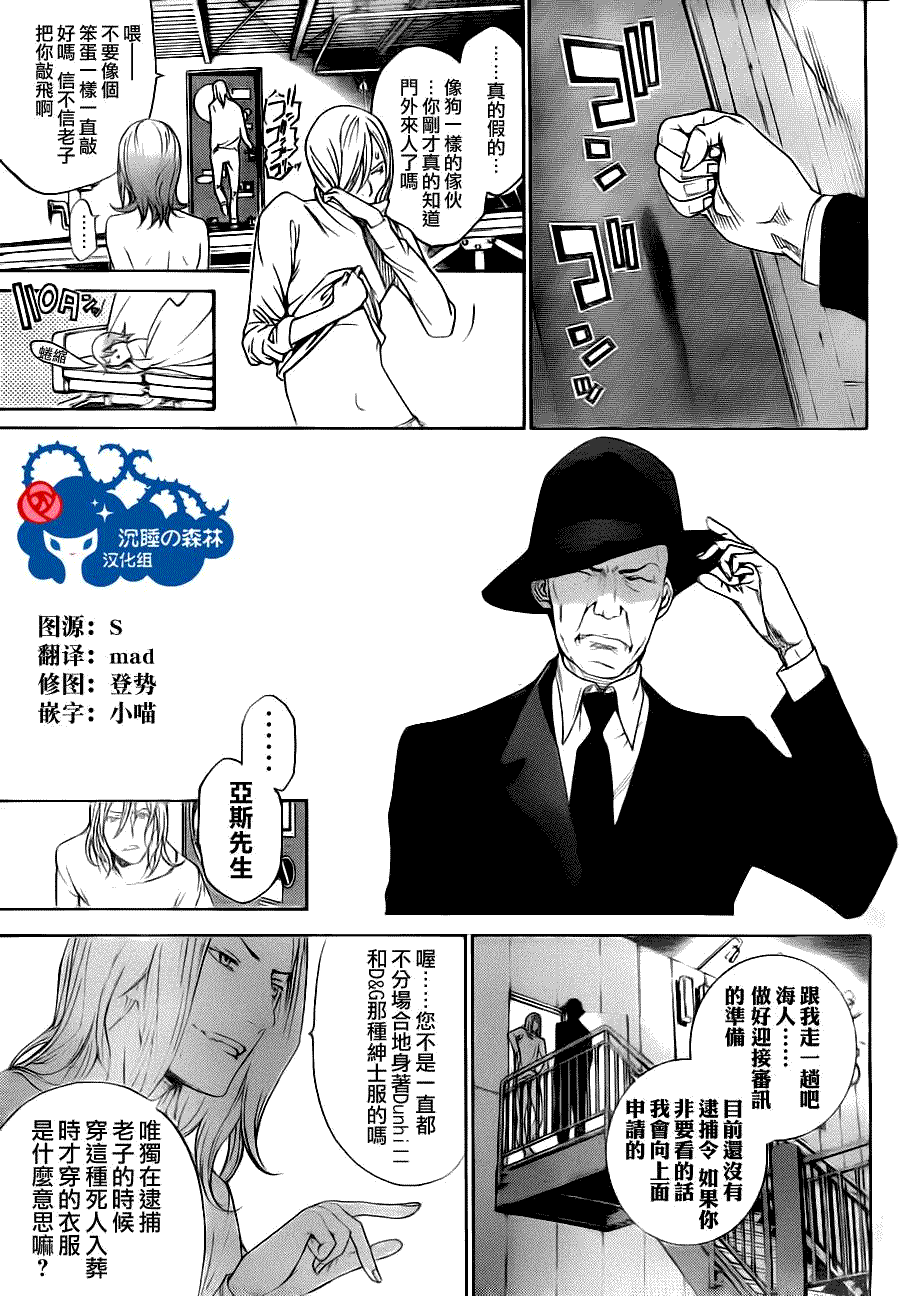 ゴッ
ゴッ
ゴン
……真的假的…
像狗一樣的傢伙
…你剛才真的知道
門外來人了嗎
喂——
不要像個
笨蛋一樣一直敲
好嗎 信不信老子
把你敲飛啊
……
蜷縮
沉睡の森林
汉化组
图源：S
翻译：mad
修图：登势
嵌字：小喵
……
亞斯先生
跟我走一趟吧
海人……
做好迎接審訊
的準備
目前還沒有
逮捕令 如果你
非要看的話
我會向上面
申請的
喔……您不是一直都
不分場合地身著Dunhill
和D&G那種紳士服的嗎
唯獨在逮捕
老子的時候
穿這種死人入葬
時才穿的衣服
是什麼意思嘛?